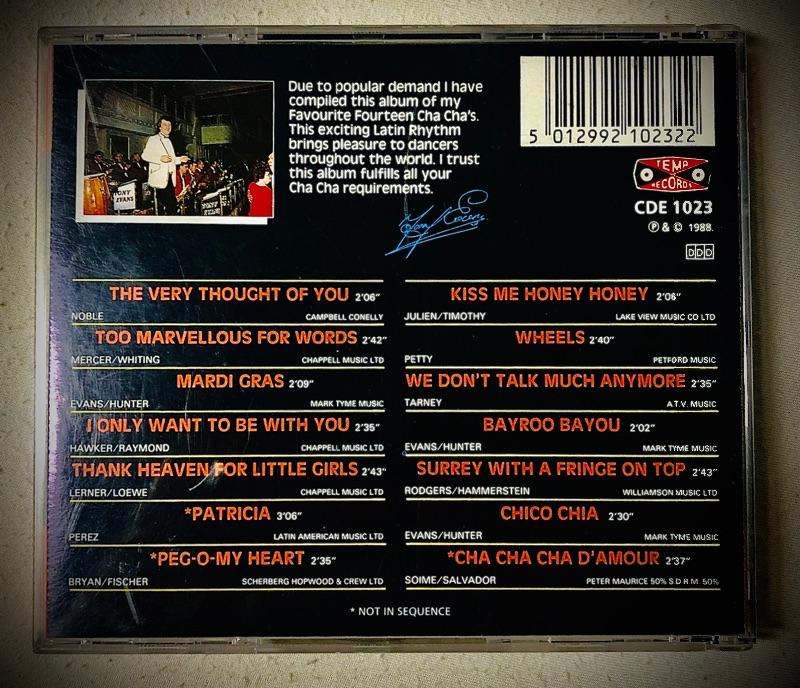 Due to popular demand I have
compiled this album of my
Favourite Fourteen Cha Cha's.
This exciting Latin Rhythm
brings pleasure to dancers
throughout the world. I trust
this album fulfills all your
Cha Cha requirements.
TONY
EVANS
TONY
EVANS
5 012992 102322
TEMA
RECORDS
CDE 1023
Ⓟ & © 1988.
DDD
THE VERY THOUGHT OF YOU 2'06"
NOBLE CAMPBELL CONELLY
TOO MARVELLOUS FOR WORDS 2'42"
MERCER/WHITING CHAPPELL MUSIC LTD
MARDI GRAS 2'09"
EVANS/HUNTER MARK TYME MUSIC
I ONLY WANT TO BE WITH YOU 2'35"
HAWKER/RAYMOND CHAPPELL MUSIC LTD
THANK HEAVEN FOR LITTLE GIRLS 2'43"
LERNER/LOEWE CHAPPELL MUSIC LTD
*PATRICIA 3'06"
PEREZ LATIN AMERICAN MUSIC LTD
*PEG-O-MY HEART 2'35"
BRYAN/FISCHER SCHERBERG HOPWOOD & CREW LTD
KISS ME HONEY HONEY 2'06"
JULIEN/TIMOTHY LAKE VIEW MUSIC CO LTD
WHEELS 2'40"
PETTY PETFORD MUSIC
WE DON'T TALK MUCH ANYMORE 2'35"
TARNEY A.T.V. MUSIC
BAYROO BAYOU 2'02"
EVANS/HUNTER MARK TYME MUSIC
SURREY WITH A FRINGE ON TOP 2'43"
RODGERS/HAMMERSTEIN WILLIAMSON MUSIC LTD
CHICO CHIA 2'30"
EVANS/HUNTER MARK TYME MUSIC
*CHA CHA CHA D'AMOUR 2'37"
SOIME/SALVADOR PETER MAURICE 50% S D R M 50%
* NOT IN SEQUENCE